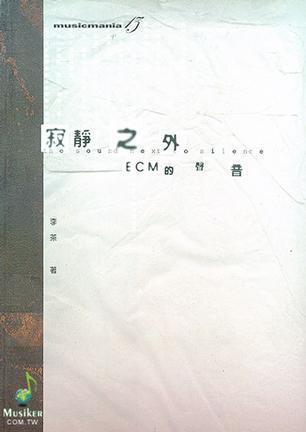 musicmania 15
寂靜之外
the sound next to silence
ECM的聲音
李茶 著
Musiker
COM.TW